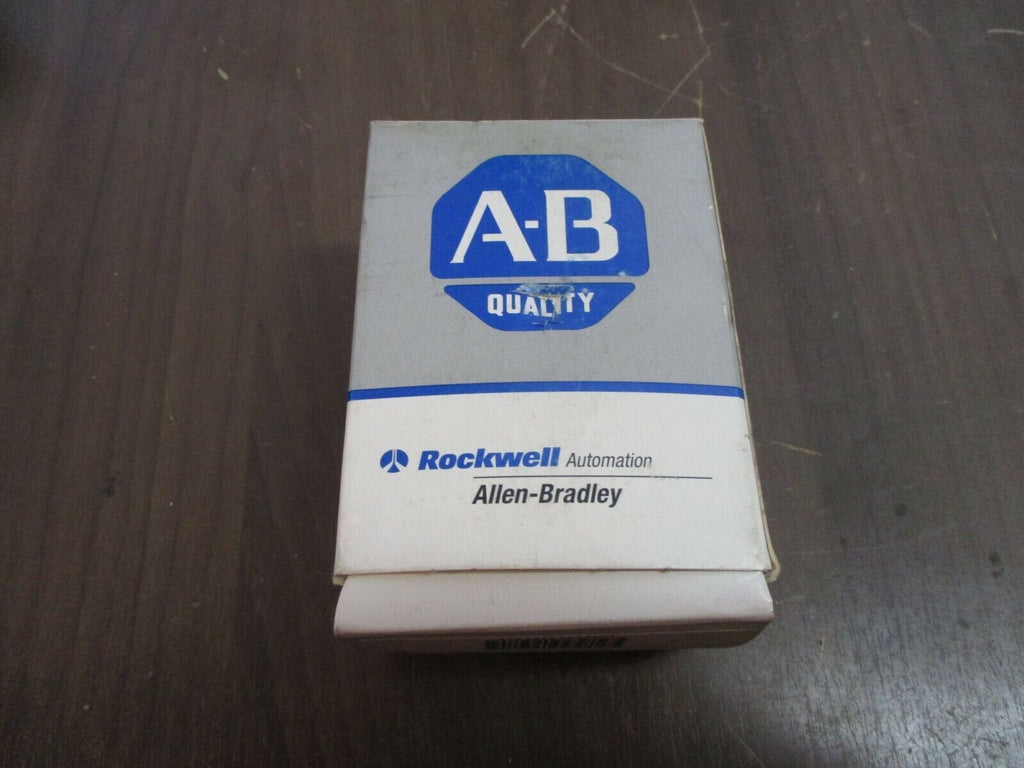 A-B
QUALITY
Rockwell Automation
Allen-Bradley